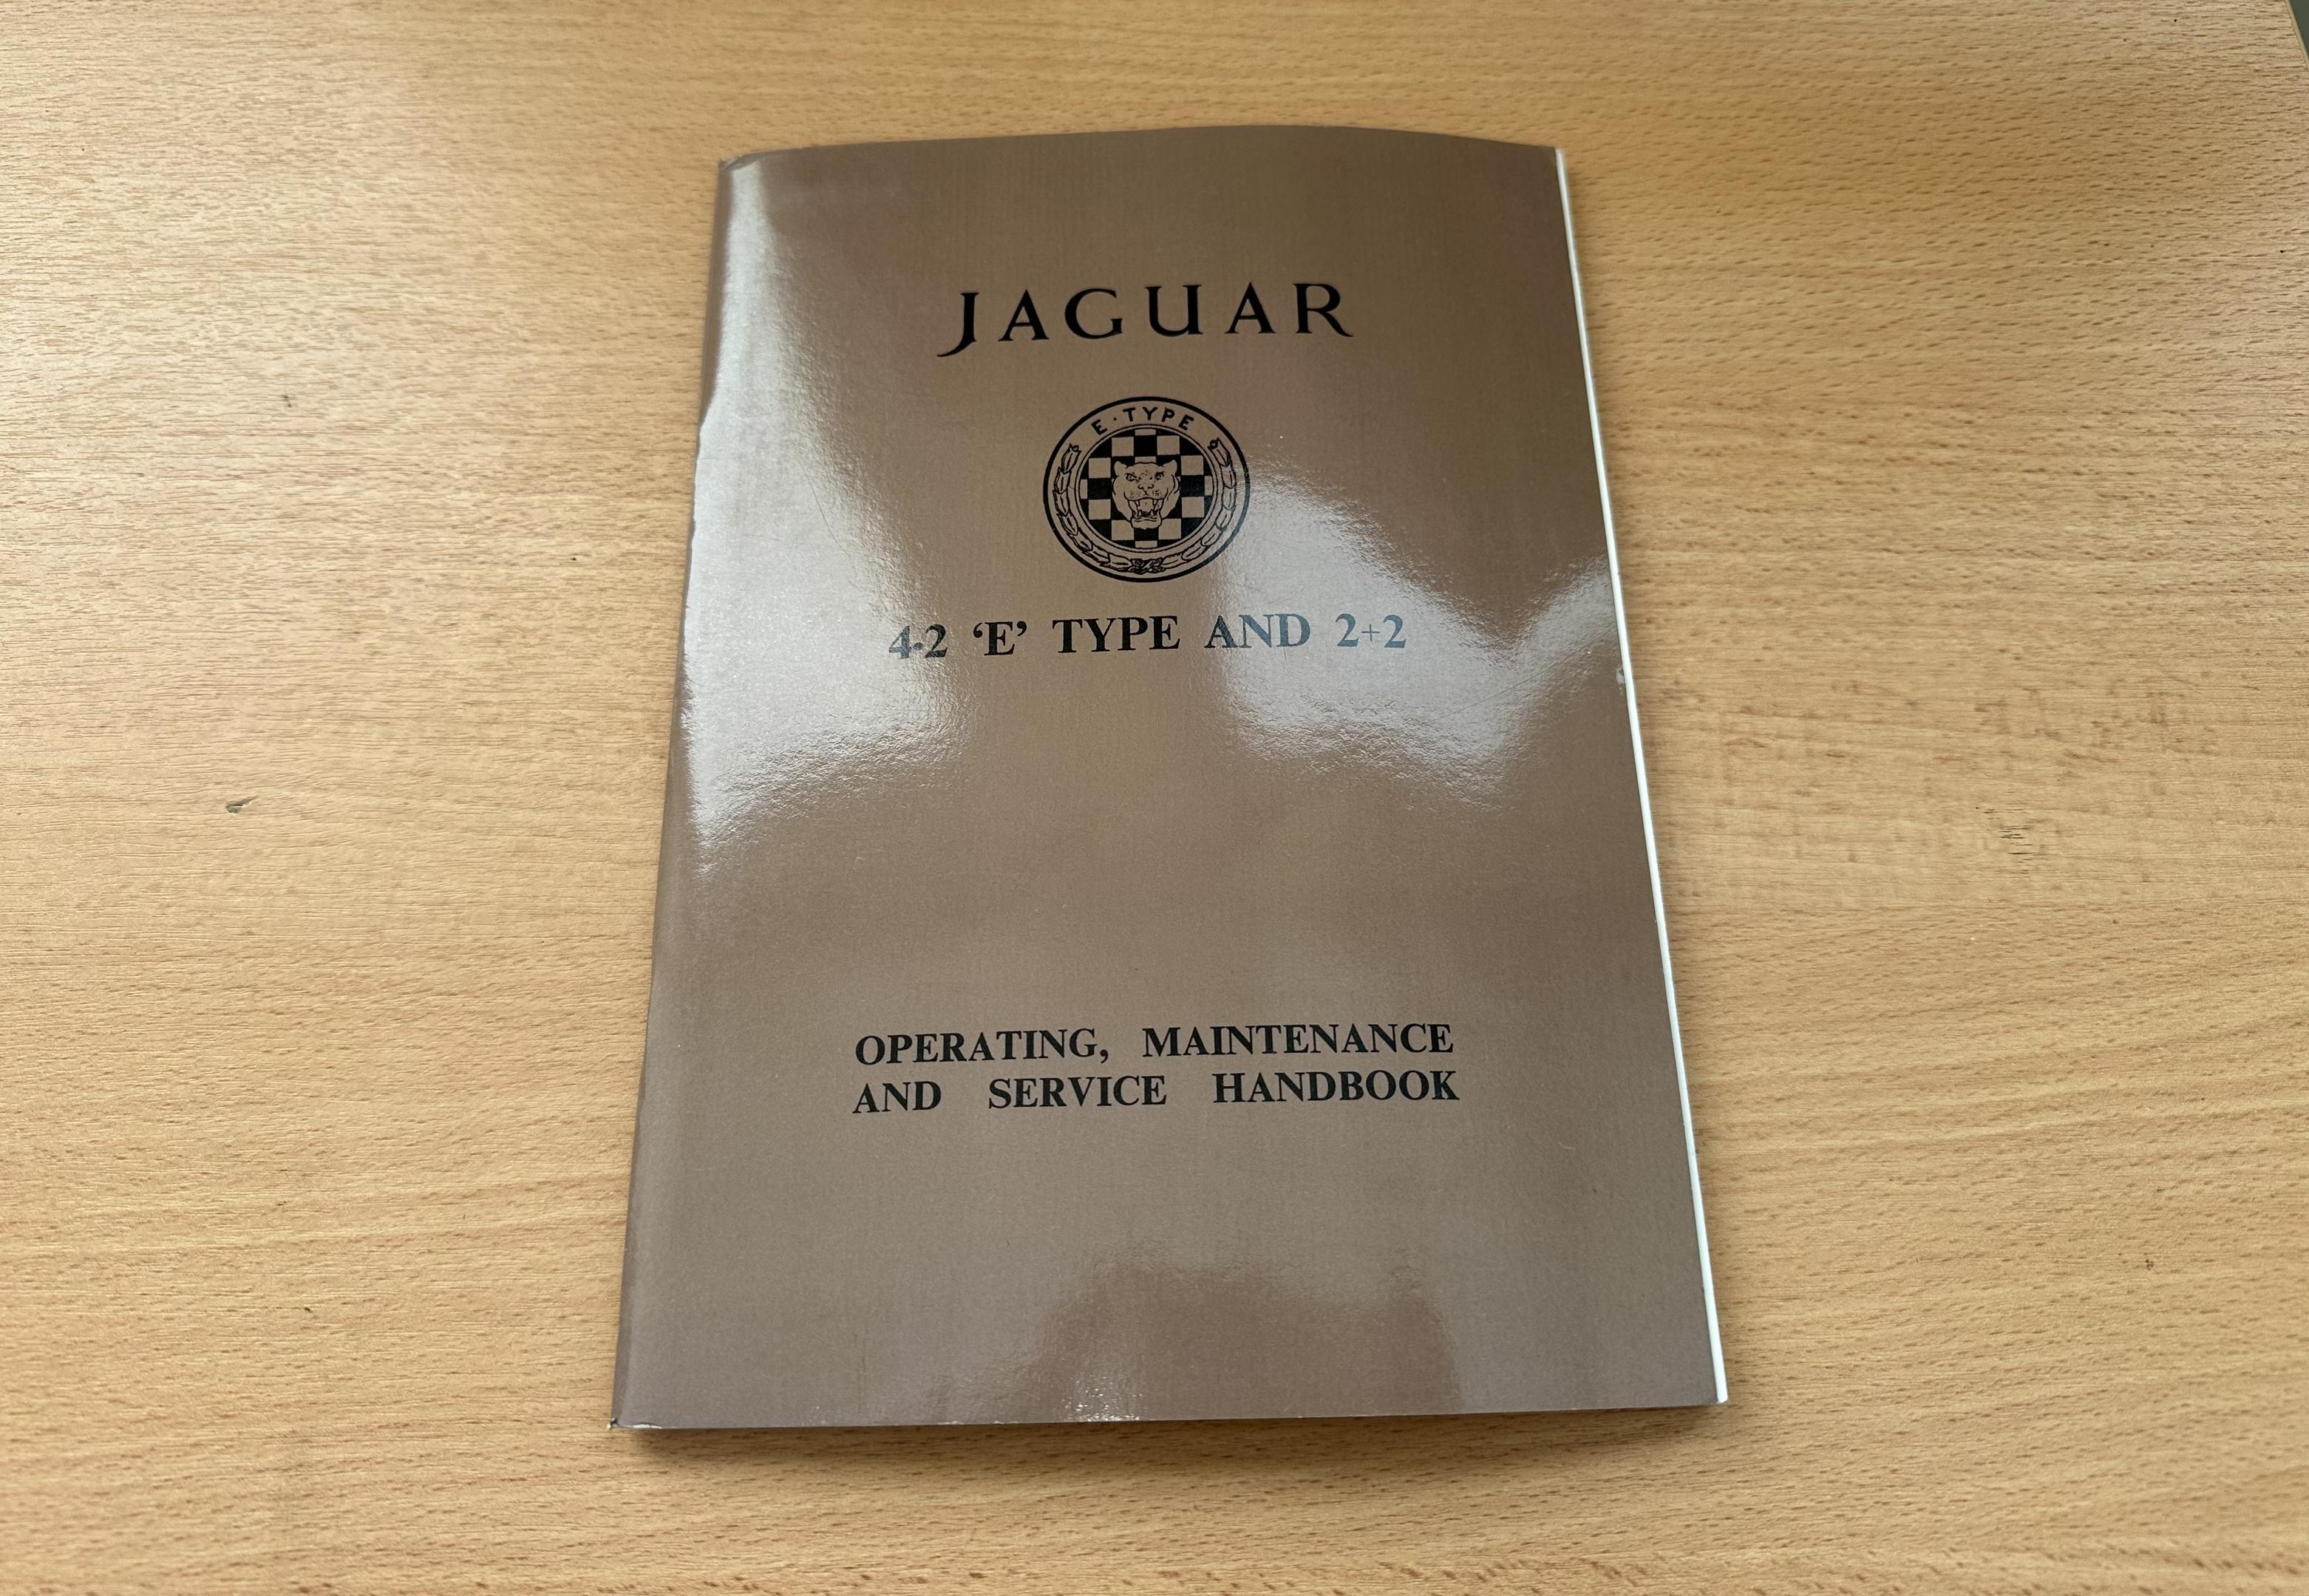 JAGUAR
E·TYPE
4·2 ‘E’ TYPE AND 2+2
OPERATING, MAINTENANCE
AND SERVICE HANDBOOK